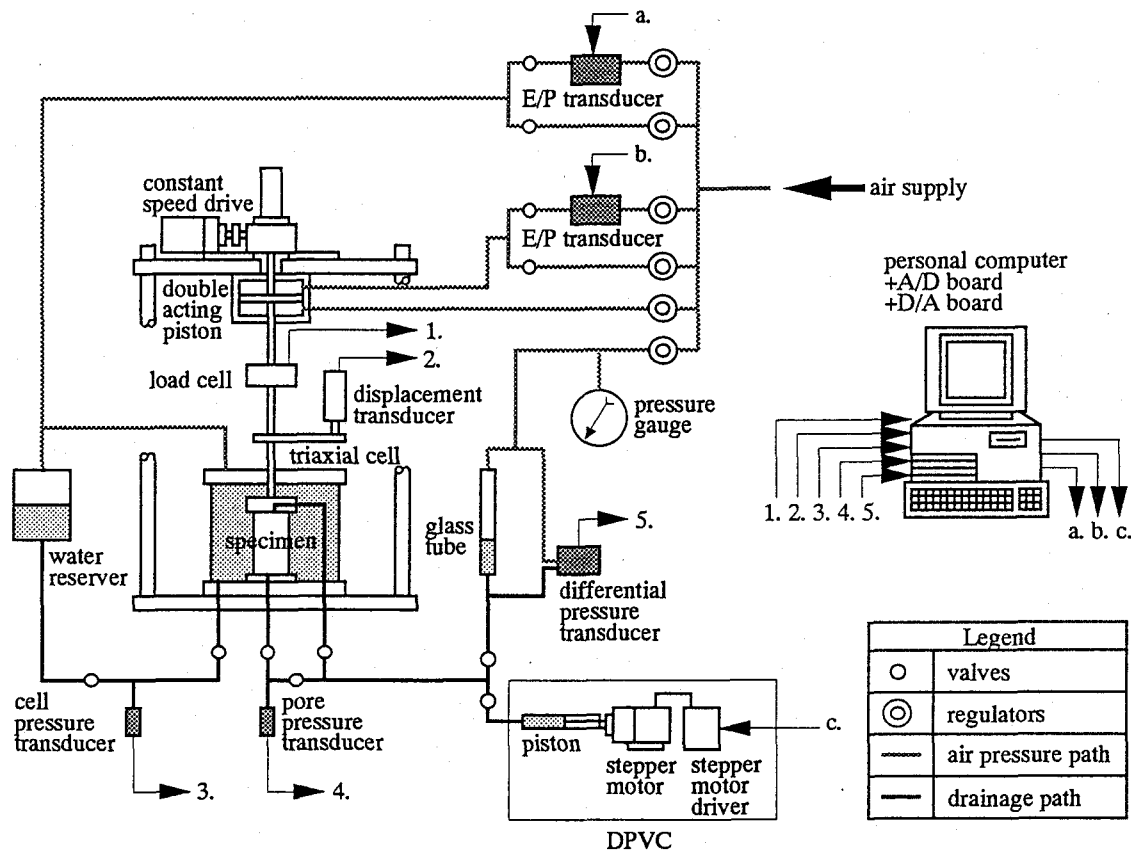 a.
E/P transducer
b.
E/P transducer
air supply
constant
speed drive
double
acting
piston
1.
2.
load cell
displacement
transducer
triaxial cell
pressure
gauge
personal computer
+A/D board
+D/A board
1. 2. 3. 4. 5.
a. b. c.
specimen
water
reserver
glass
tube
5.
differential
pressure
transducer
cell
pressure
transducer
3.
pore
pressure
transducer
4.
piston
stepper
motor
stepper
motor
driver
c.
DPVC
Legend
valves
regulators
air pressure path
drainage path